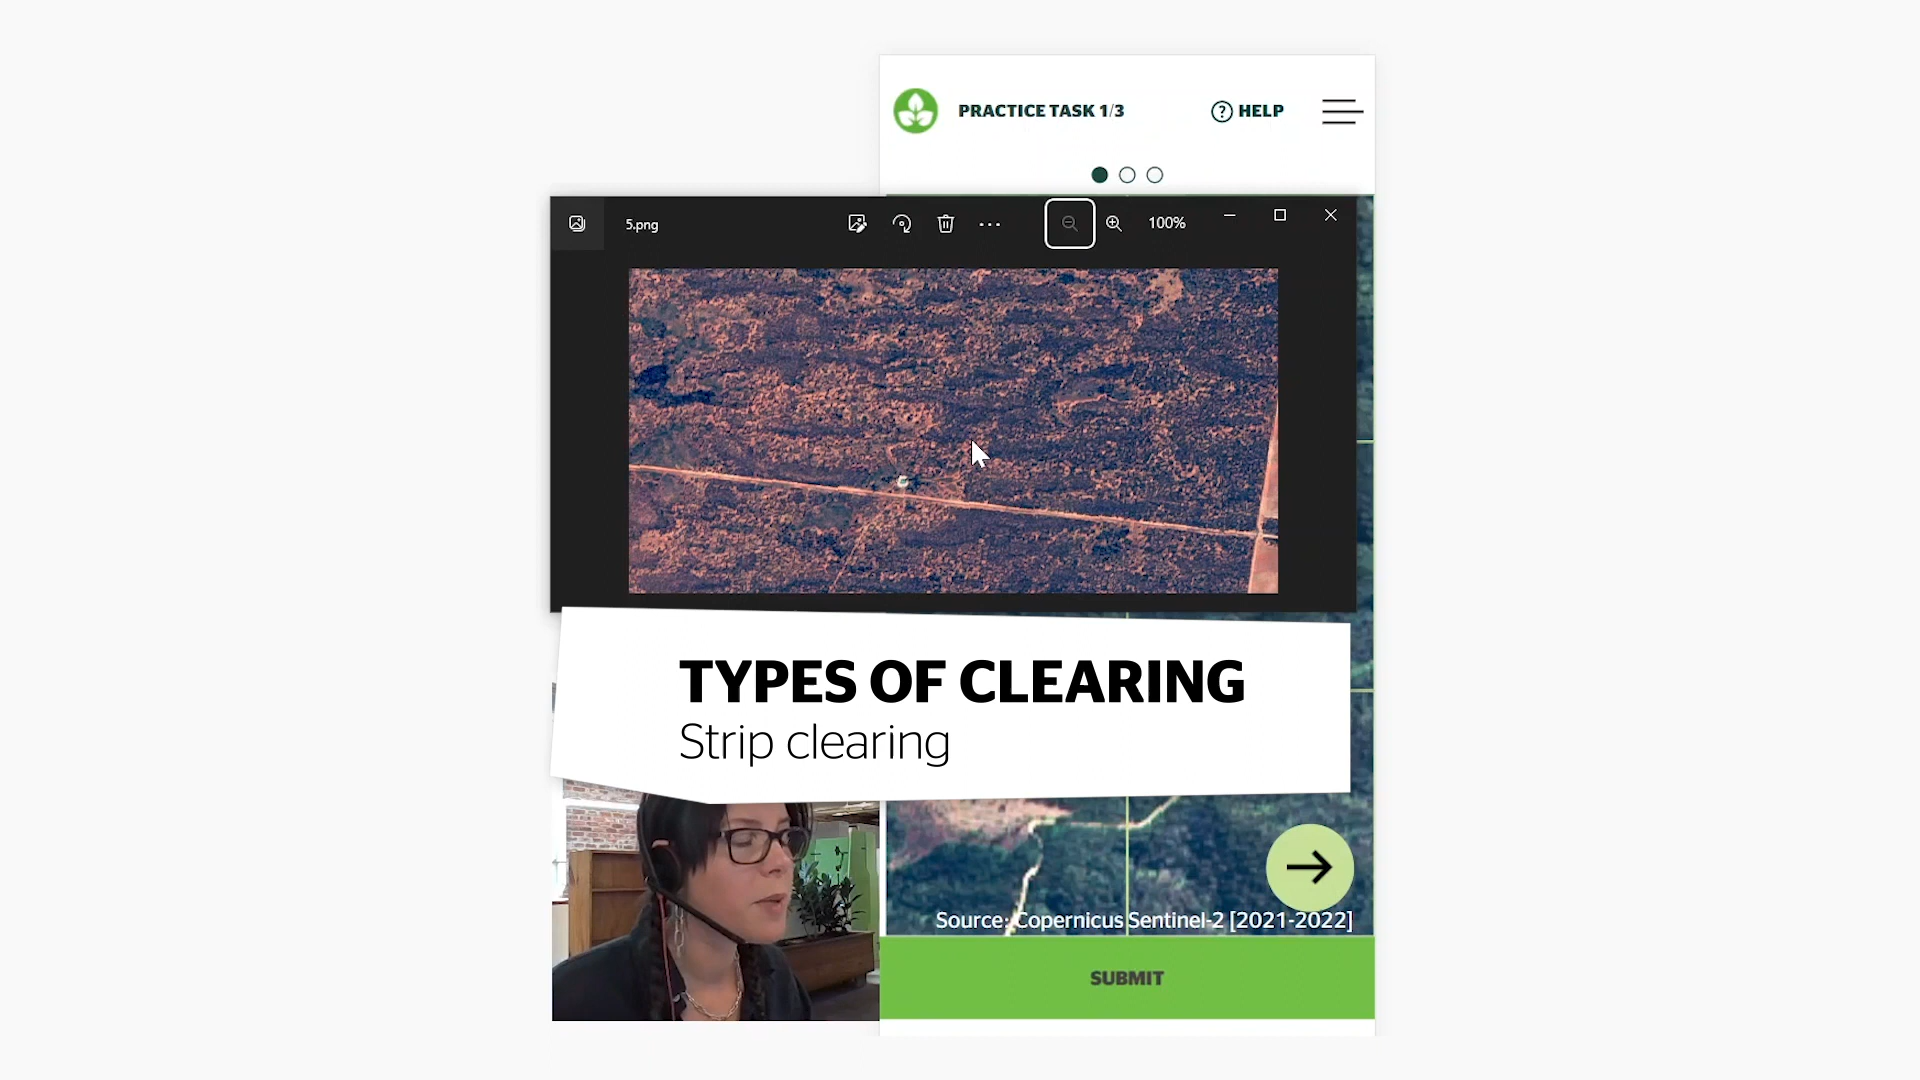 PRACTICE TASK 1/3
HELP
5.png
100%
TYPES OF CLEARING
Strip clearing
Source: Copernicus Sentinel-2 [2021-2022]
SUBMIT